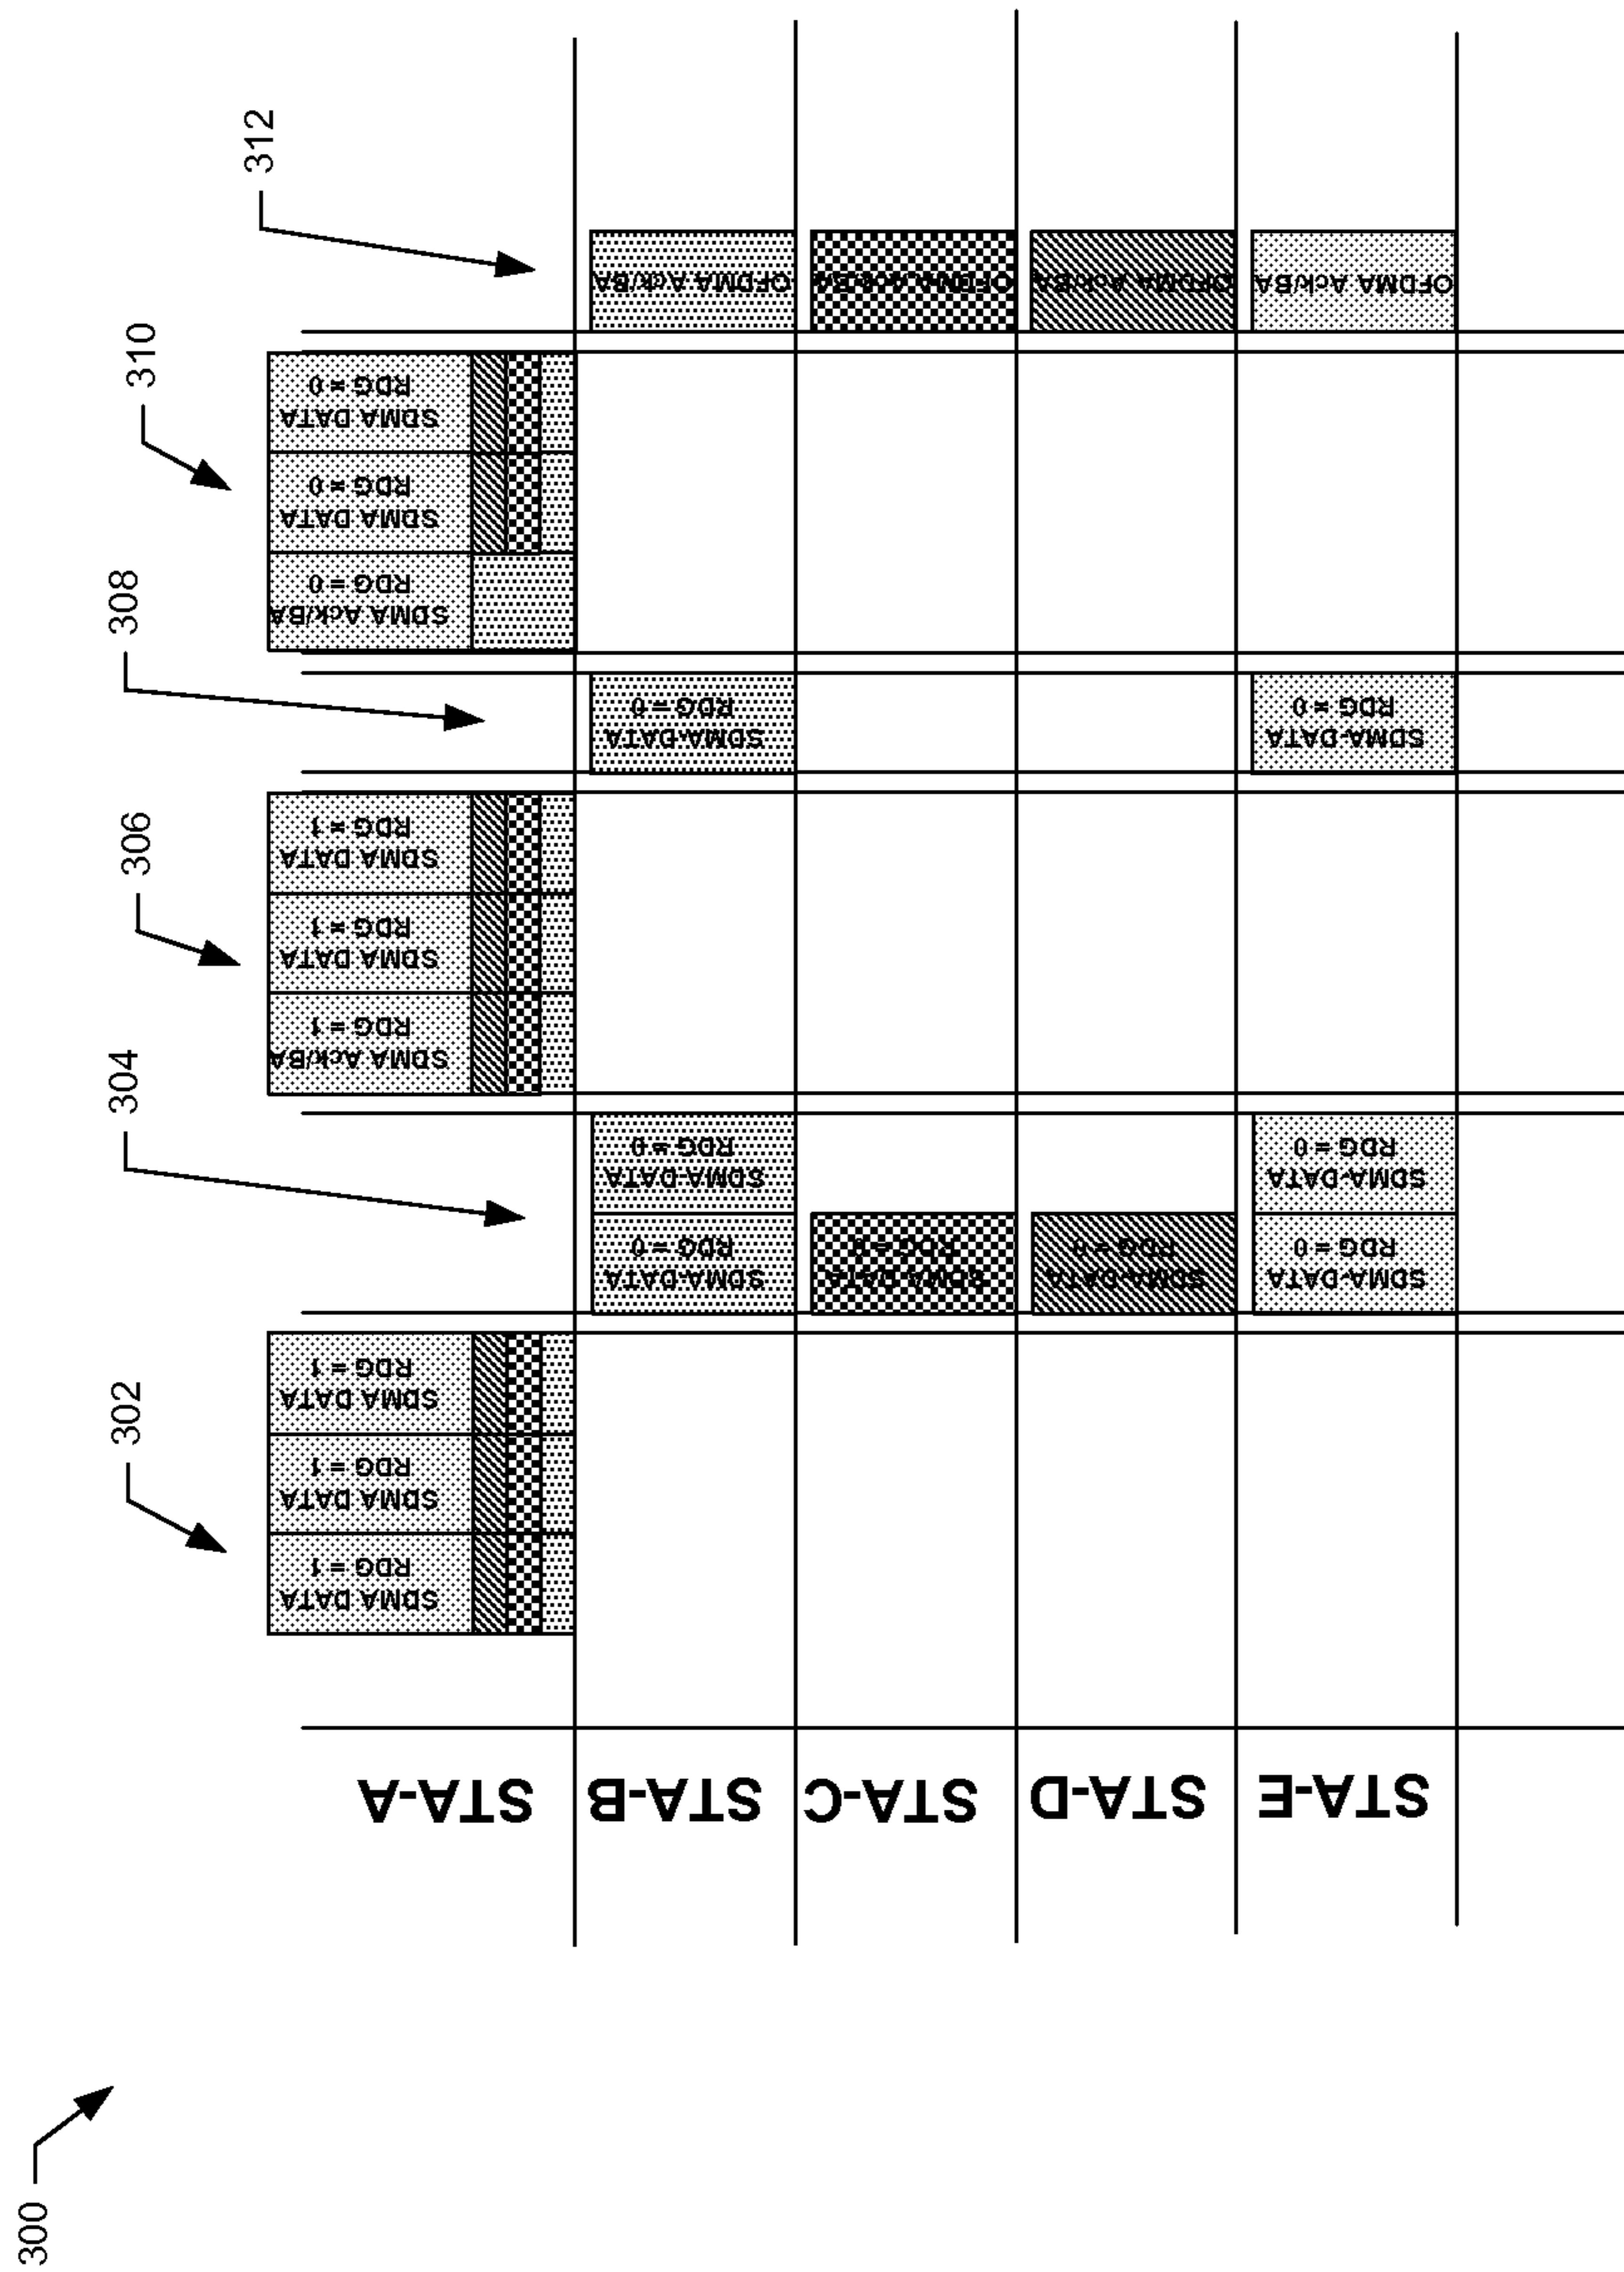 300
302
304
306
308
310
312
STA-A
SDMA DATA
RDG = 1
SDMA DATA
RDG = 1
SDMA DATA
RDG = 1
SDMA Ack/BA
RDG = 1
SDMA DATA
RDG = 1
SDMA DATA
RDG = 1
SDMA Ack/BA
RDG = 0
SDMA DATA
RDG = 0
SDMA DATA
RDG = 0
STA-B
SDMA-DATA
RDG = 0
SDMA-DATA
RDG = 0
SDMA-DATA
RDG = 0
OFDMA Ack/BA
STA-C
SDMA-DATA
RDG = 0
OFDMA Ack/BA
STA-D
SDMA-DATA
RDG = 0
OFDMA Ack/BA
STA-E
SDMA-DATA
RDG = 0
SDMA-DATA
RDG = 0
SDMA-DATA
RDG = 0
OFDMA Ack/BA